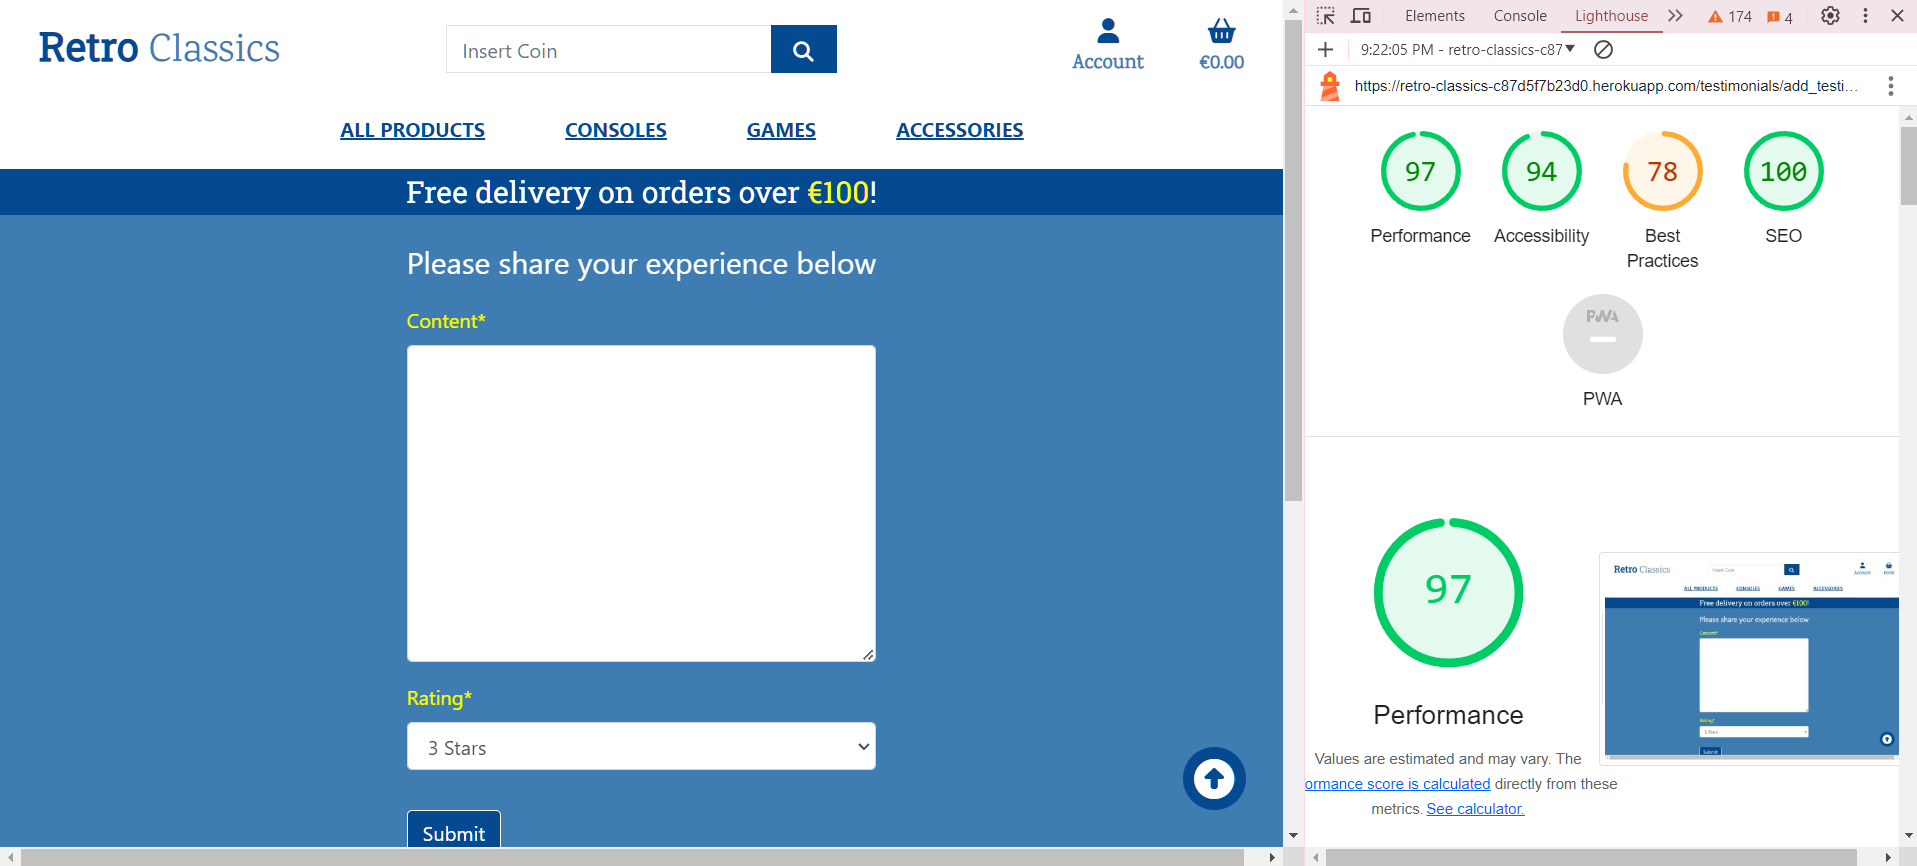 Retro Classics
Insert Coin
Account
€0.00
ALL PRODUCTS
CONSOLES
GAMES
ACCESSORIES
Free delivery on orders over €100!
Please share your experience below
Content*
Rating*
3 Stars
Submit
Elements
Console
Lighthouse
174
4
9:22:05 PM - retro-classics-c87
https://retro-classics-c87d5f7b23d0.herokuapp.com/testimonials/add_testi…
97
Performance
94
Accessibility
78
Best
Practices
100
SEO
PWA
PWA
97
Performance
Values are estimated and may vary. The
ormance score is calculated directly from these
metrics. See calculator.
Retro Classics
Insert Coin
Account
€0.00
ALL PRODUCTS
CONSOLES
GAMES
ACCESSORIES
Free delivery on orders over €100!
Please share your experience below
Content*
Rating*
3 Stars
Submit